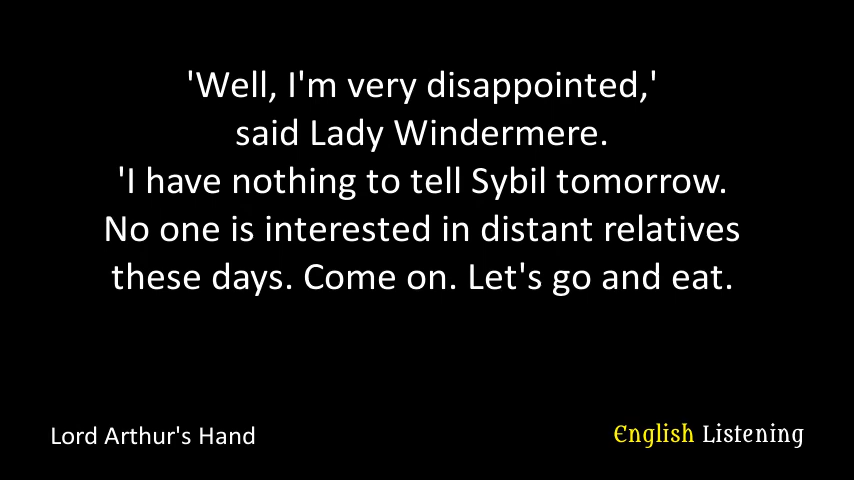 'Well, I'm very disappointed,'
said Lady Windermere.
'I have nothing to tell Sybil tomorrow.
No one is interested in distant relatives
these days. Come on. Let's go and eat.
Lord Arthur's Hand
English Listening